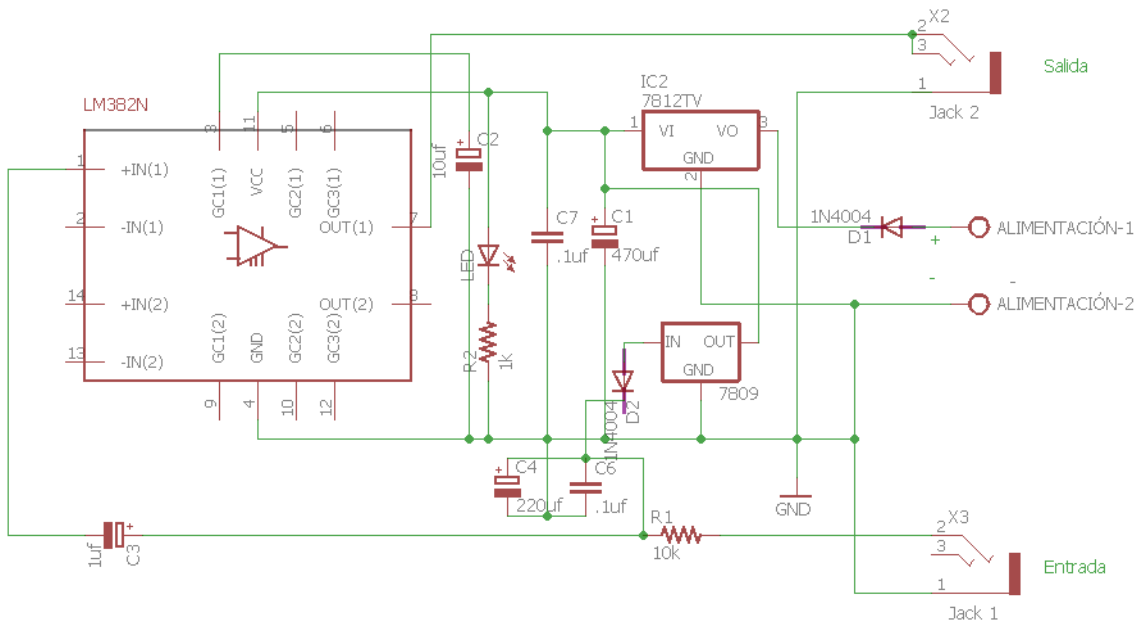 LM382N
3
11
5
6
GC1(1)
VCC
GC2(1)
GC3(1)
1
+IN(1)
2
-IN(1)
7
OUT(1)
14
+IN(2)
8
OUT(2)
13
-IN(2)
GC1(2)
GND
GC2(2)
GC3(2)
9
4
10
12
+
C2
10uf
LED
R2
1K
C7
.1uf
+
C1
470uf
IC2
7812TV
1
VI
VO
3
GND
2
X2
2
3
1
Jack 2
Salida
1N4004
D1
+
ALIMENTACIÓN-1
-
-
ALIMENTACIÓN-2
IN
OUT
GND
7809
1N4004
D2
+
C4
220uf
C6
.1uf
GND
R1
10k
+
1uf
C3
X3
2
3
1
Jack 1
Entrada